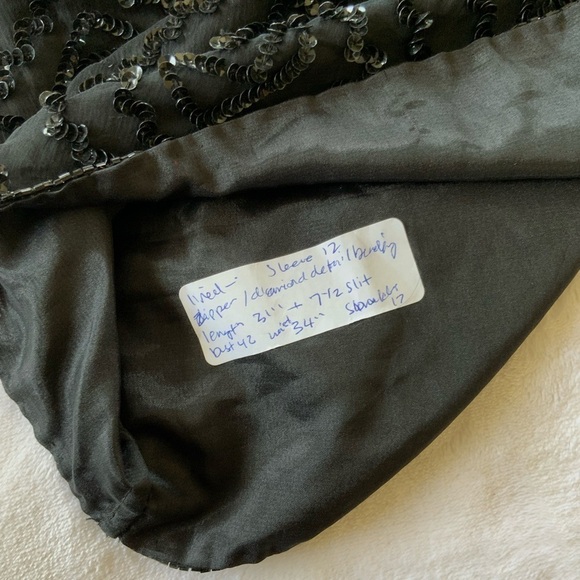 lined - Sleeve 12
zipper / diamond detail beading
length 31" + 7 1/2 slit
bust 42 waist 34" shoulder 17